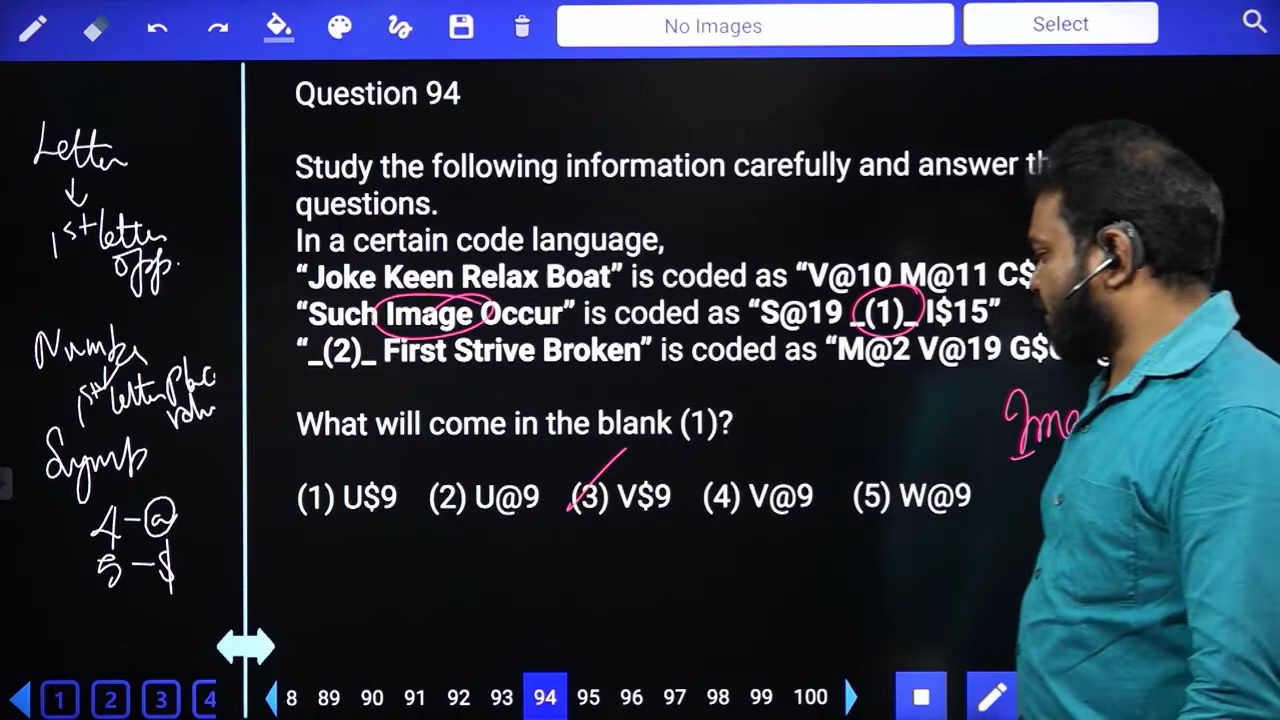 No Images
Select
Letter
1st letter
opp.
Number
1st letter
Symb
4 - @
5 - $
Question 94
Study the following information carefully and answer
questions.
In a certain code language,
“Joke Keen Relax Boat” is coded as “V@10 M@11 C$
“Such Image Occur” is coded as “S@19 _(1)_ I$15”
“_(2)_ First Strive Broken” is coded as “M@2 V@19 G$
What will come in the blank (1)?
(1) U$9 (2) U@9 (3) V$9 (4) V@9 (5) W@9
1 2 3 4
8 89 90 91 92 93 94 95 96 97 98 99 100